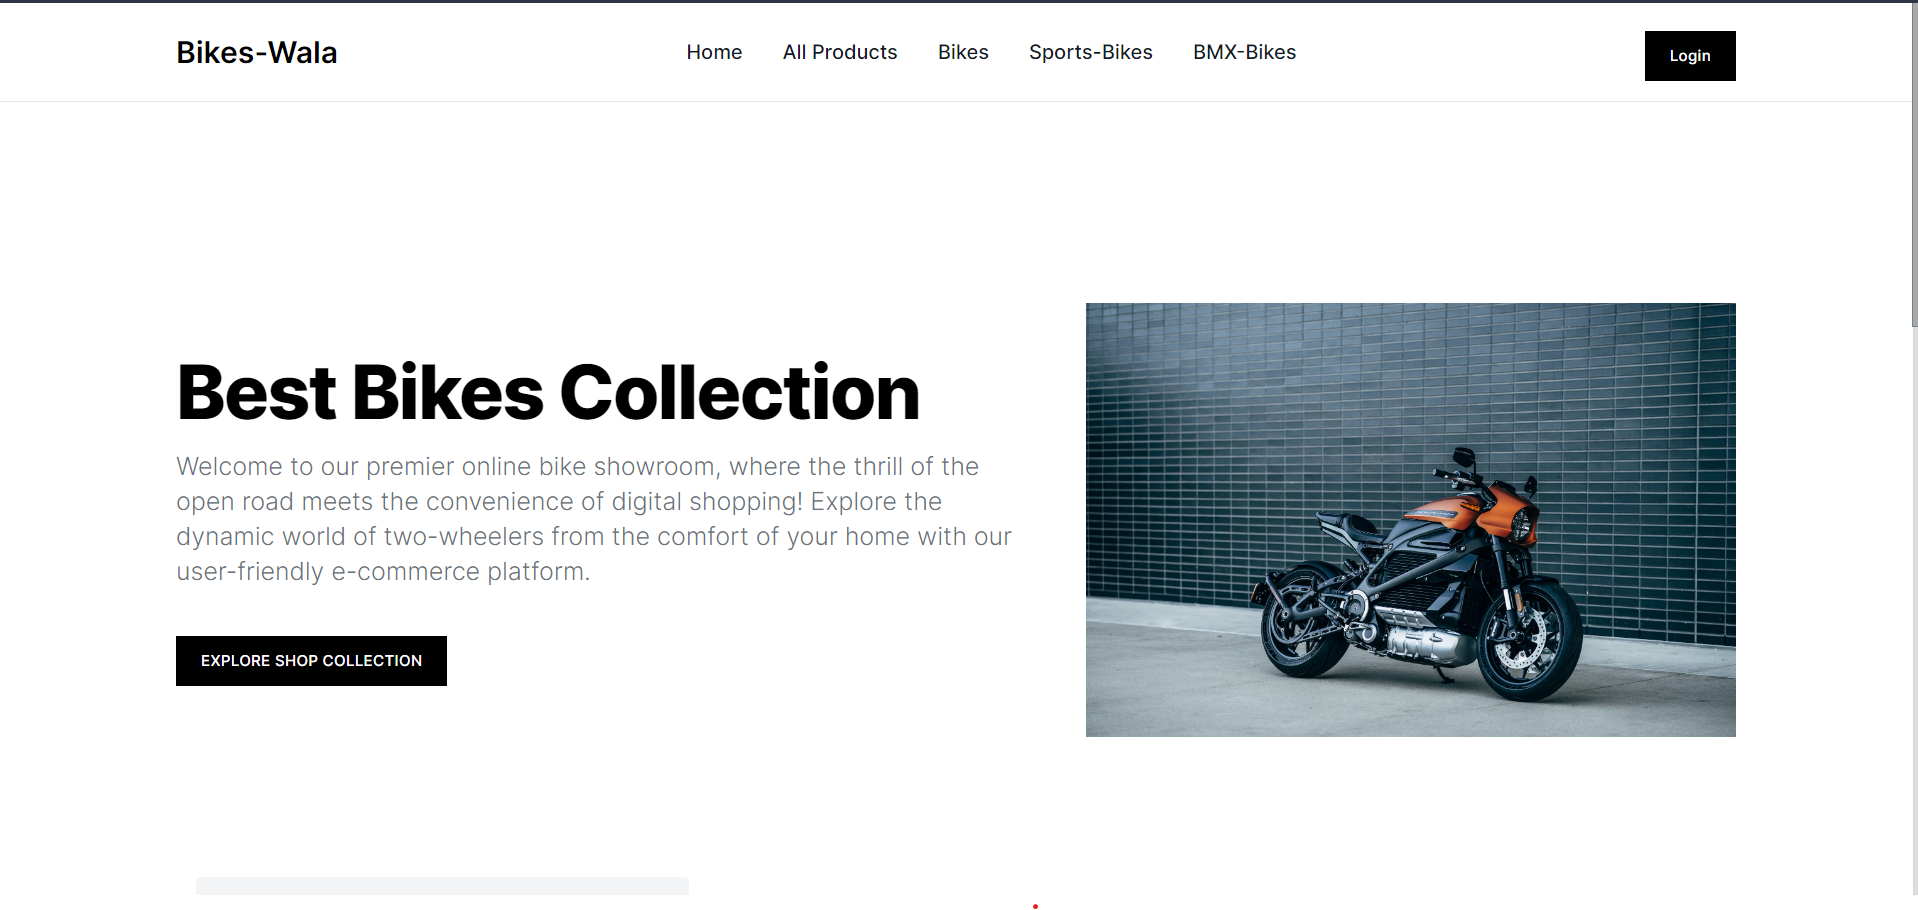 Bikes-Wala
Home
All Products
Bikes
Sports-Bikes
BMX-Bikes
Login
Best Bikes Collection
Welcome to our premier online bike showroom, where the thrill of the
open road meets the convenience of digital shopping! Explore the
dynamic world of two-wheelers from the comfort of your home with our
user-friendly e-commerce platform.
EXPLORE SHOP COLLECTION